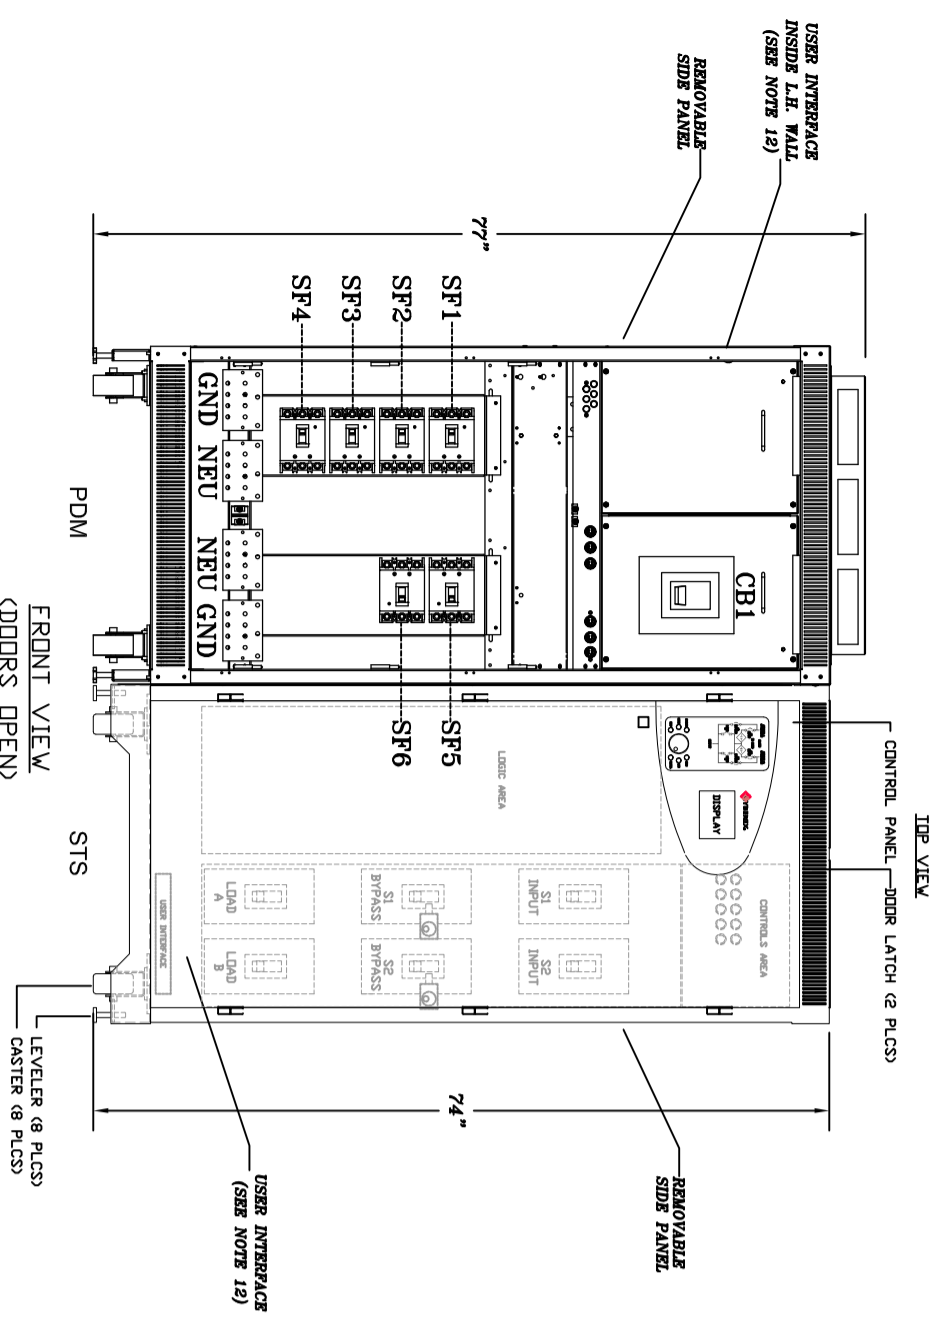 TOP VIEW
CONTROL PANEL
DOOR LATCH (2 PLCS)
USER INTERFACE
INSIDE L.H. WALL
(SEE NOTE 12)
REMOVABLE
SIDE PANEL
77"
CB1
SF1
SF2
SF3
SF4
SF5
SF6
GND
NEU
NEU
GND
PDM
DISPLAY
CONTROLS AREA
LOGIC AREA
S1
INPUT
S2
INPUT
S1
BYPASS
S2
BYPASS
LOAD
A
LOAD
B
USER INTERFACE
STS
REMOVABLE
SIDE PANEL
74"
USER INTERFACE
(SEE NOTE 12)
LEVELER (8 PLCS)
CASTER (8 PLCS)
FRONT VIEW
(DOORS OPEN)